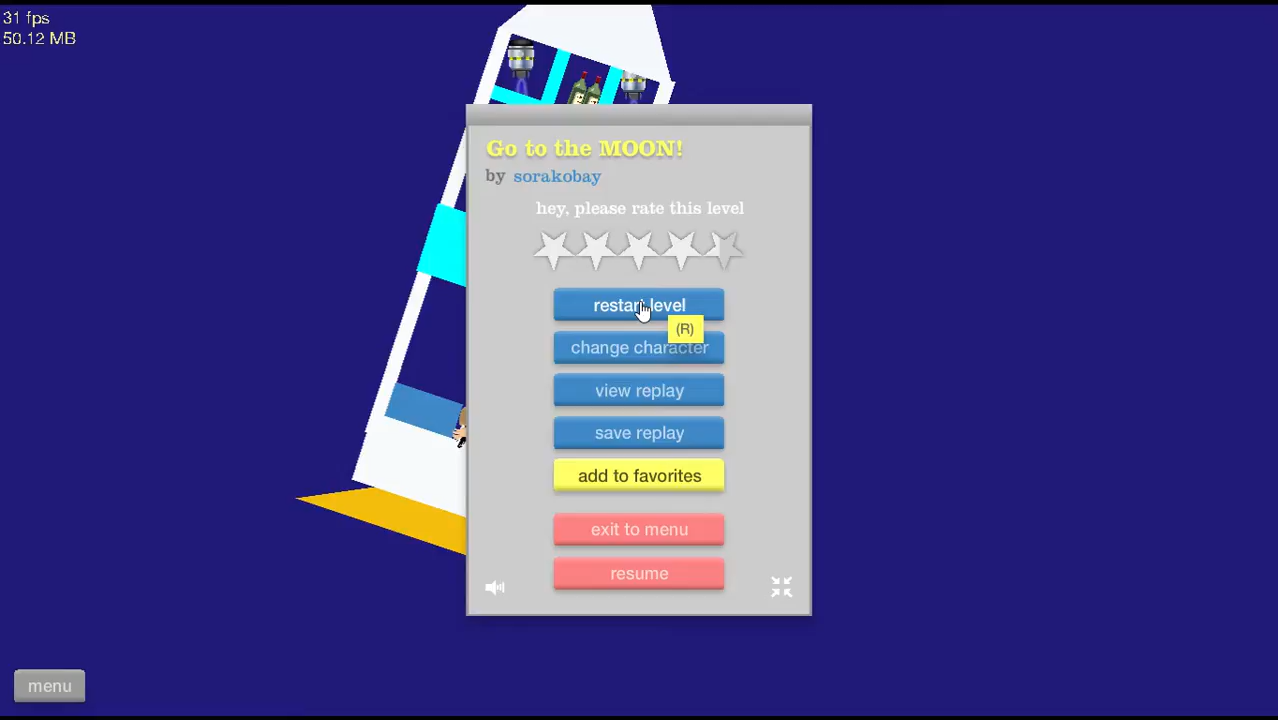 31 fps
50.12 MB
Go to the MOON!
by sorakobay
hey, please rate this level
restart level
(R)
change character
view replay
save replay
add to favorites
exit to menu
resume
menu